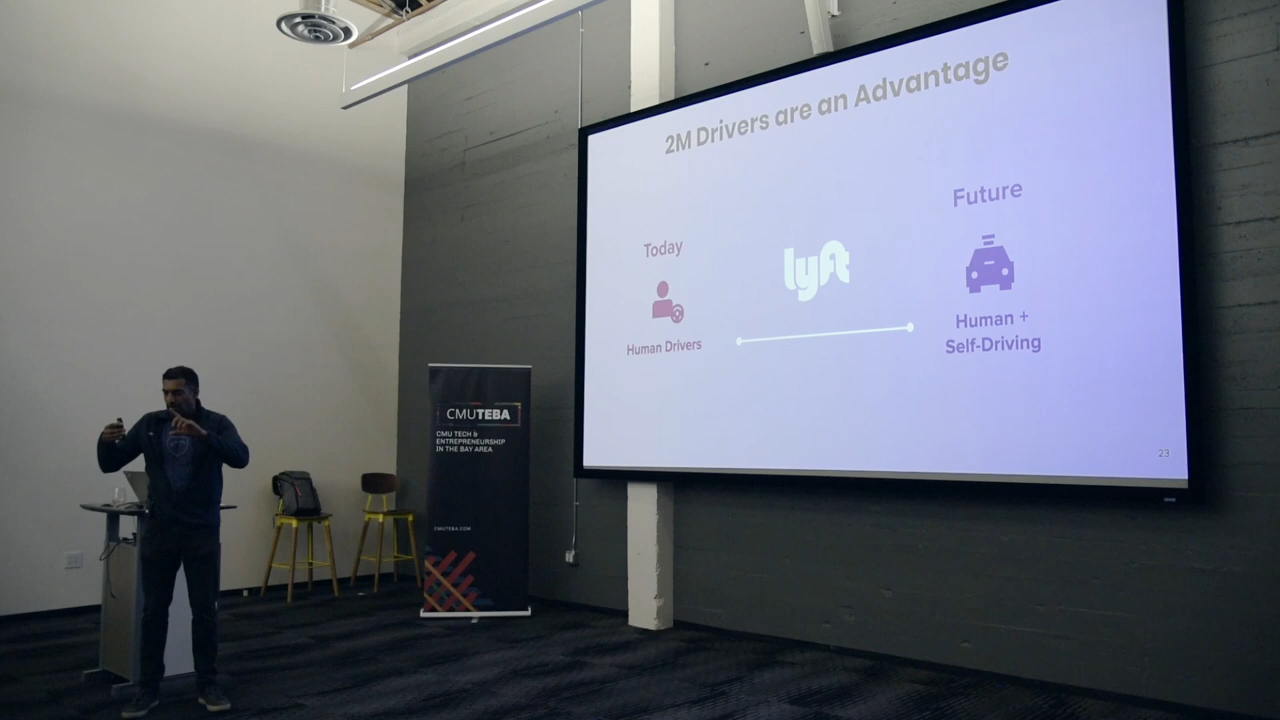 2M Drivers are an Advantage
Today
Human Drivers
lyft
Future
Human +
Self-Driving
23
CMUTEBA
CMU TECH &
ENTREPRENEURSHIP
IN THE BAY AREA
CMUTEBA.COM